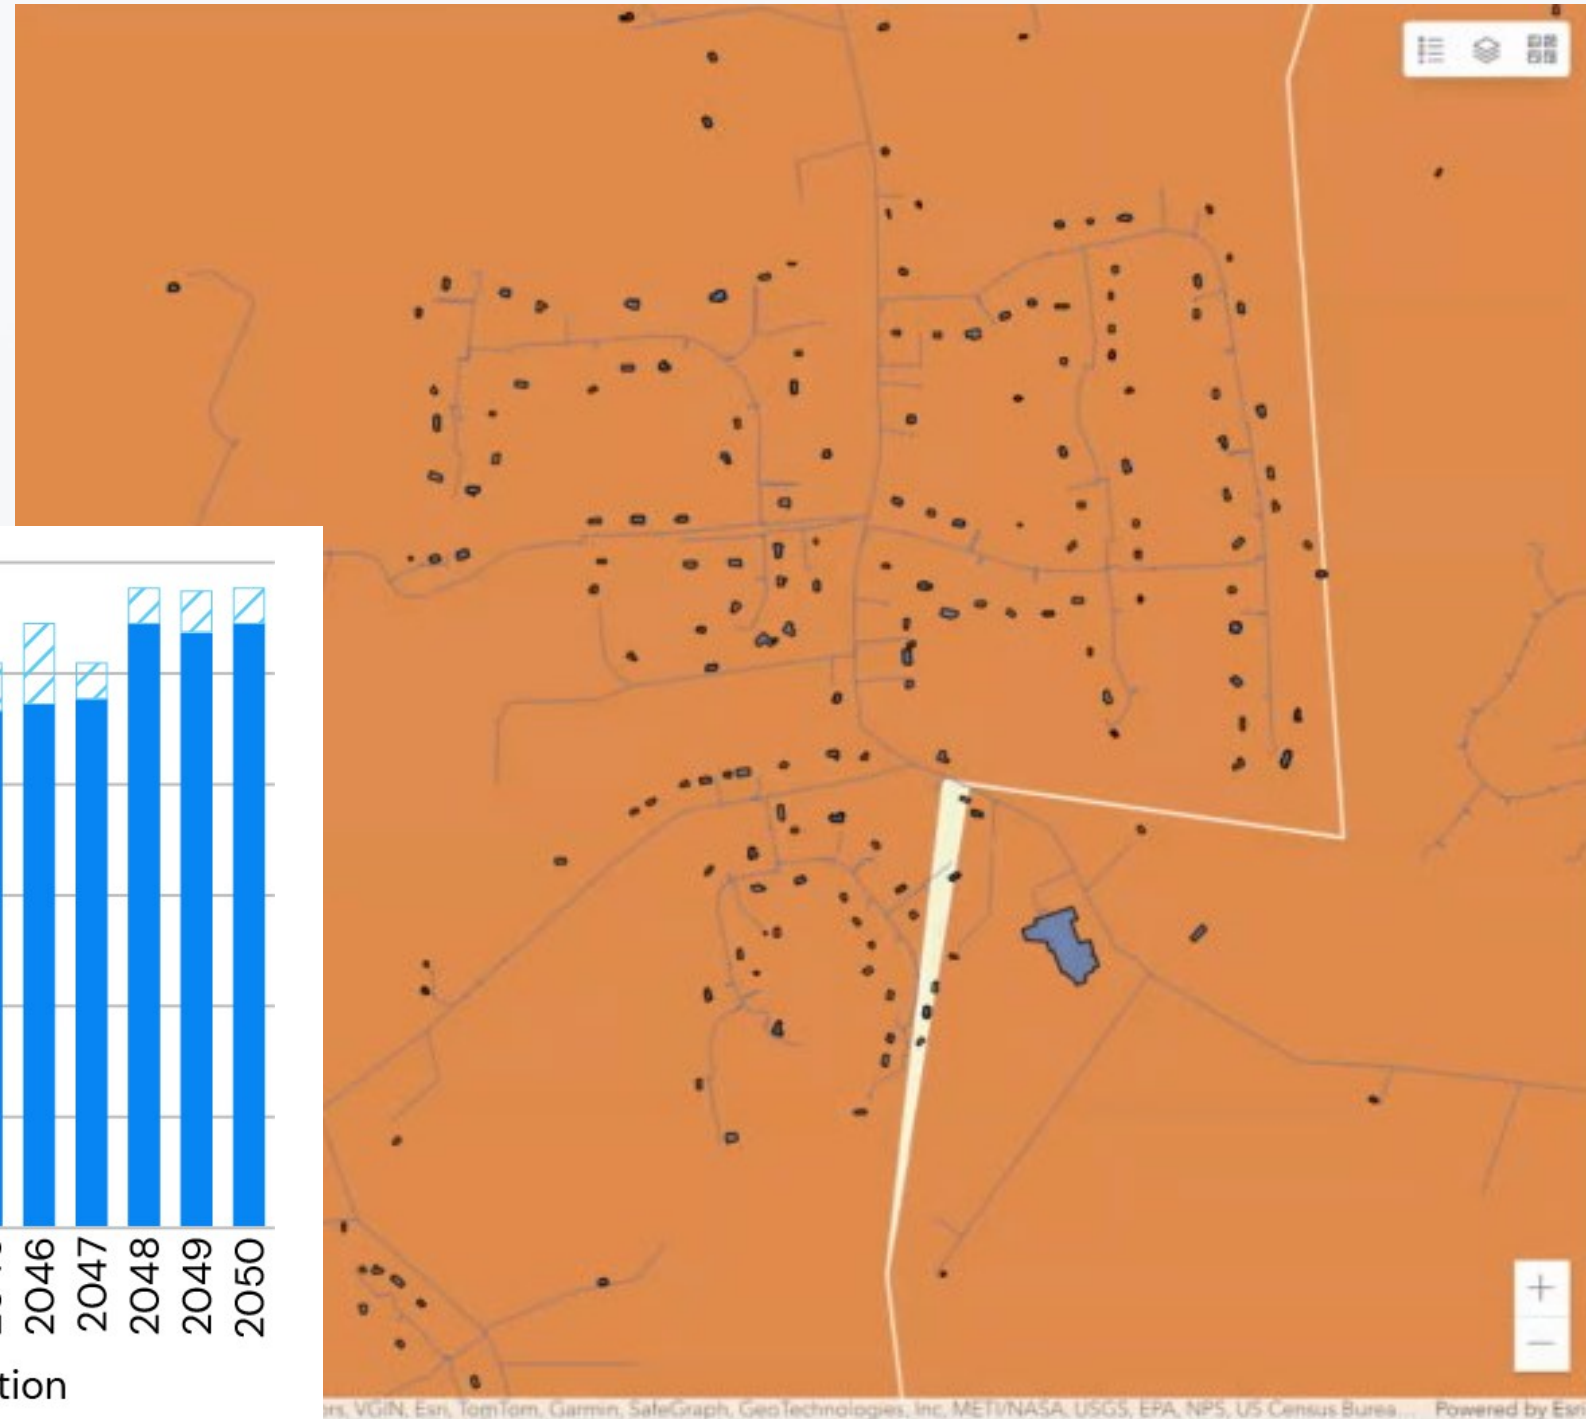 2046
2047
2048
2049
2050
tion
rs, VGIN, Esri, TomTom, Garmin, SafeGraph, GeoTechnologies, Inc, METI/NASA, USGS, EPA, NPS, US Census Burea... Powered by Esri